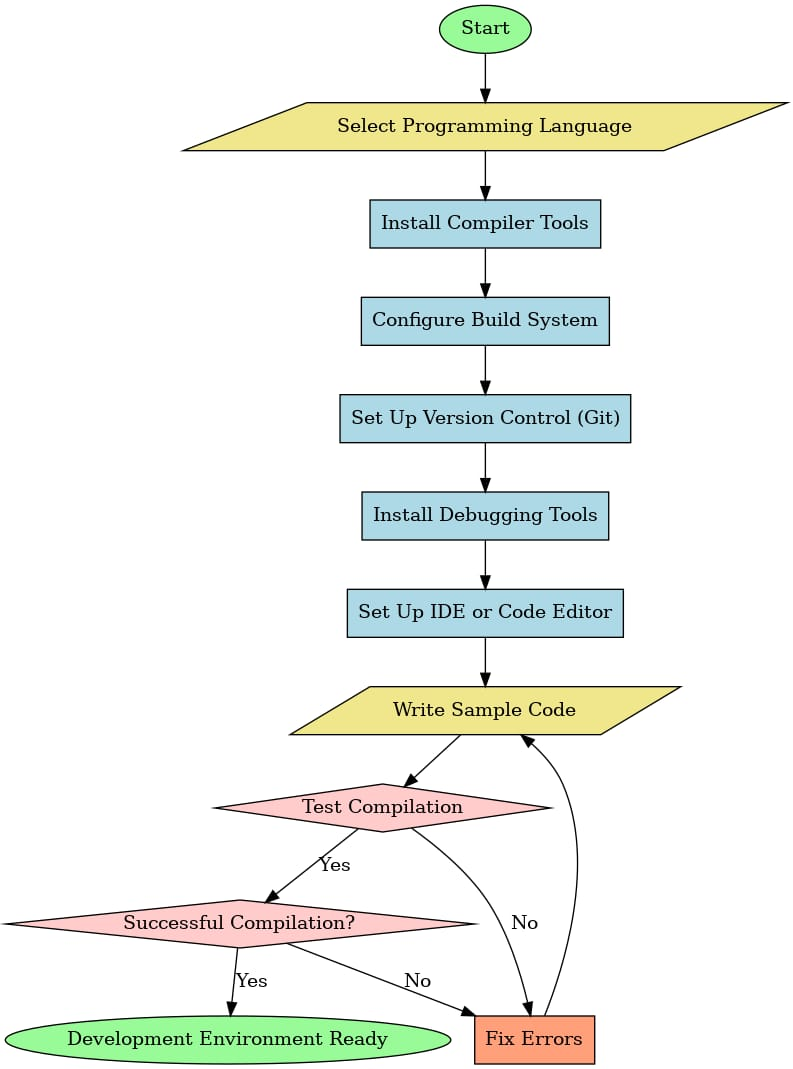 Start
Select Programming Language
Install Compiler Tools
Configure Build System
Set Up Version Control (Git)
Install Debugging Tools
Set Up IDE or Code Editor
Write Sample Code
Test Compilation
Yes
Successful Compilation?
No
Yes
No
Development Environment Ready
Fix Errors